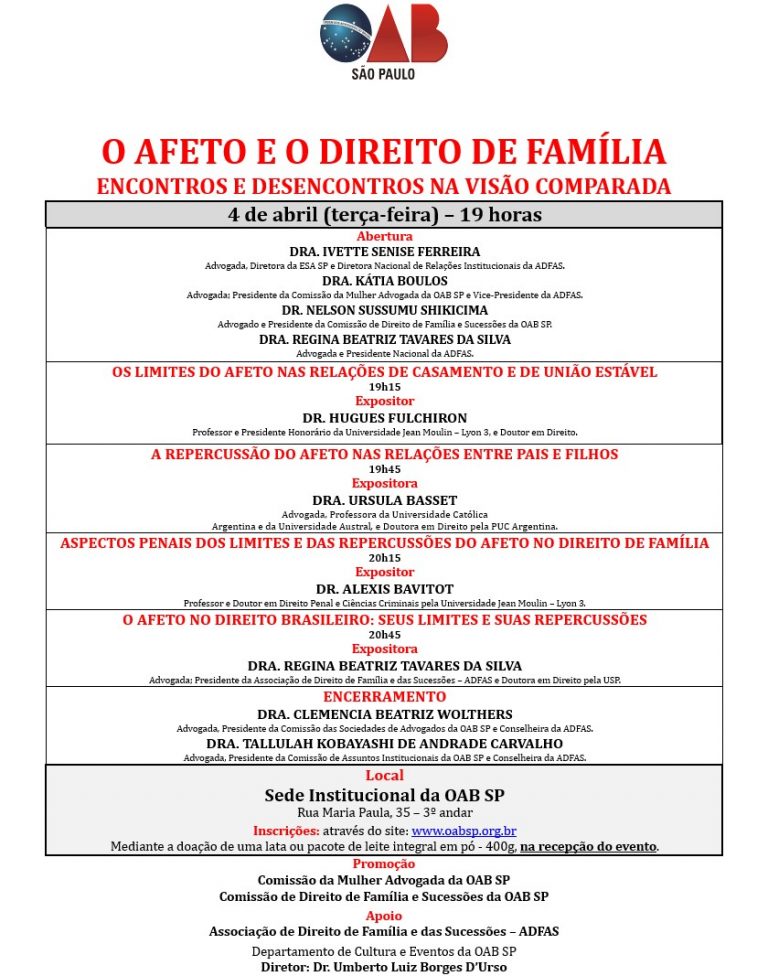 OAB
SÃO PAULO
O AFETO E O DIREITO DE FAMÍLIA
ENCONTROS E DESENCONTROS NA VISÃO COMPARADA
4 de abril (terça-feira) – 19 horas
Abertura
DRA. IVETTE SENISE FERREIRA
Advogada, Diretora da ESA SP e Diretora Nacional de Relações Institucionais da ADFAS.
DRA. KÁTIA BOULOS
Advogada; Presidente da Comissão da Mulher Advogada da OAB SP e Vice-Presidente da ADFAS.
DR. NELSON SUSSUMU SHIKICIMA
Advogado e Presidente da Comissão de Direito de Família e Sucessões da OAB SP.
DRA. REGINA BEATRIZ TAVARES DA SILVA
Advogada e Presidente Nacional da ADFAS.
OS LIMITES DO AFETO NAS RELAÇÕES DE CASAMENTO E DE UNIÃO ESTÁVEL
19h15
Expositor
DR. HUGUES FULCHIRON
Professor e Presidente Honorário da Universidade Jean Moulin – Lyon 3, e Doutor em Direito.
A REPERCUSSÃO DO AFETO NAS RELAÇÕES ENTRE PAIS E FILHOS
19h45
Expositora
DRA. URSULA BASSET
Advogada, Professora da Universidade Católica
Argentina e da Universidade Austral, e Doutora em Direito pela PUC Argentina.
ASPECTOS PENAIS DOS LIMITES E DAS REPERCUSSÕES DO AFETO NO DIREITO DE FAMÍLIA
20h15
Expositor
DR. ALEXIS BAVITOT
Professor e Doutor em Direito Penal e Ciências Criminais pela Universidade Jean Moulin – Lyon 3.
O AFETO NO DIREITO BRASILEIRO: SEUS LIMITES E SUAS REPERCUSSÕES
20h45
Expositora
DRA. REGINA BEATRIZ TAVARES DA SILVA
Advogada; Presidente da Associação de Direito de Família e das Sucessões – ADFAS e Doutora em Direito pela USP.
ENCERRAMENTO
DRA. CLEMENCIA BEATRIZ WOLTHERS
Advogada, Presidente da Comissão das Sociedades de Advogados da OAB SP e Conselheira da ADFAS.
DRA. TALLULAH KOBAYASHI DE ANDRADE CARVALHO
Advogada, Presidente da Comissão de Assuntos Institucionais da OAB SP e Conselheira da ADFAS.
Local
Sede Institucional da OAB SP
Rua Maria Paula, 35 – 3º andar
Inscrições: através do site: www.oabsp.org.br
Mediante a doação de uma lata ou pacote de leite integral em pó - 400g, na recepção do evento.
Promoção
Comissão da Mulher Advogada da OAB SP
Comissão de Direito de Família e Sucessões da OAB SP
Apoio
Associação de Direito de Família e das Sucessões – ADFAS
Departamento de Cultura e Eventos da OAB SP
Diretor: Dr. Umberto Luiz Borges D'Urso